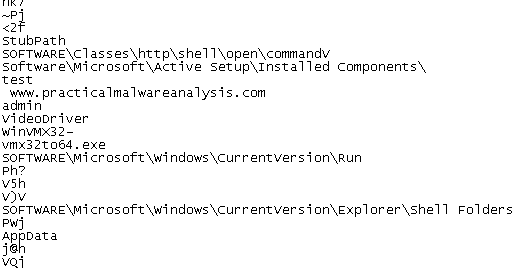 nk7
~Pj
<2f
StubPath
SOFTWARE\Classes\http\shell\open\commandV
Software\Microsoft\Active Setup\Installed Components\
test
www.practicalmalwareanalysis.com
admin
VideoDriver
WinVMX32-
vmx32to64.exe
SOFTWARE\Microsoft\Windows\CurrentVersion\Run
Ph?
V5h
V)V
SOFTWARE\Microsoft\Windows\CurrentVersion\Explorer\Shell Folders
PWj
AppData
VQj